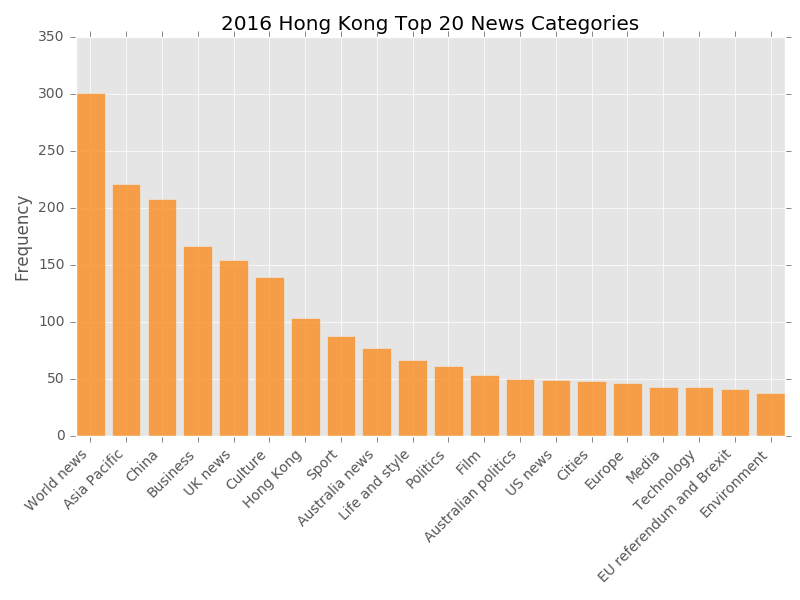 2016 Hong Kong Top 20 News Categories
350
300
250
200
150
100
50
0
Frequency
World news
Asia Pacific
China
Business
UK news
Culture
Hong Kong
Sport
Australia news
Life and style
Politics
Film
Australian politics
US news
Cities
Europe
Media
Technology
EU referendum and Brexit
Environment